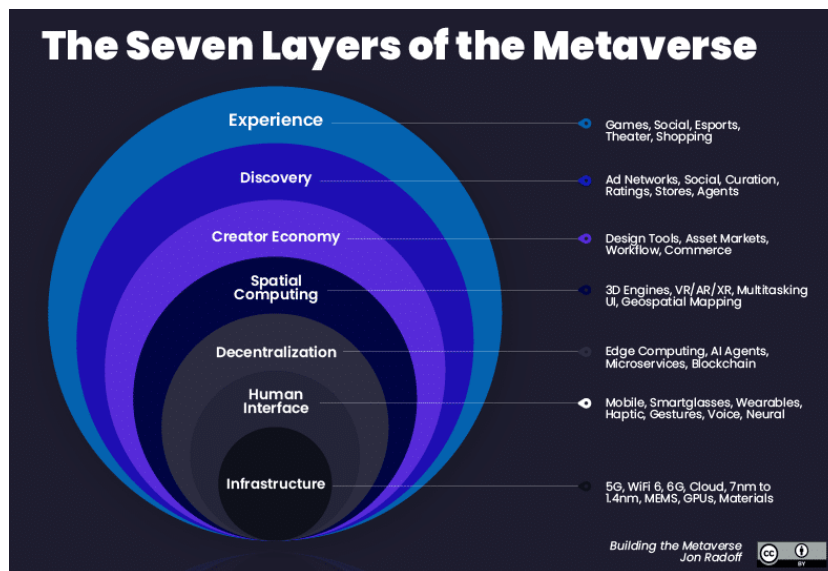 The Seven Layers of the Metaverse
Experience
Games, Social, Esports,
Theater, Shopping
Discovery
Ad Networks, Social, Curation,
Ratings, Stores, Agents
Creator Economy
Design Tools, Asset Markets,
Workflow, Commerce
Spatial
Computing
3D Engines, VR/AR/XR, Multitasking
UI, Geospatial Mapping
Decentralization
Edge Computing, AI Agents,
Microservices, Blockchain
Human
Interface
Mobile, Smartglasses, Wearables,
Haptic, Gestures, Voice, Neural
Infrastructure
5G, WiFi 6, 6G, Cloud, 7nm to
1.4nm, MEMS, GPUs, Materials
Building the Metaverse
Jon Radoff
cc
BY